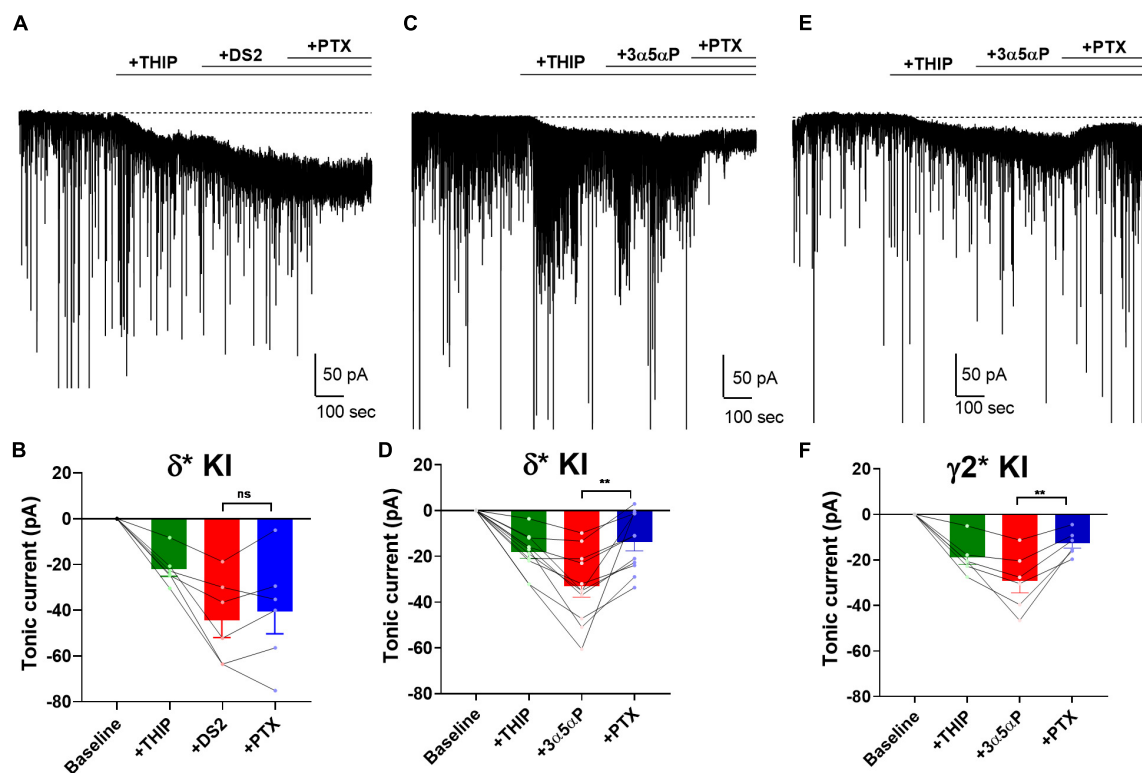 A
+THIP
+DS2
+PTX
50 pA
100 sec
C
+THIP
+3α5αP
+PTX
50 pA
100 sec
E
+THIP
+3α5αP
+PTX
50 pA
100 sec
B
δ* KI
ns
Tonic current (pA)
20
0
-20
-40
-60
-80
Baseline
+THIP
+DS2
+PTX
D
δ* KI
**
Tonic current (pA)
20
0
-20
-40
-60
-80
Baseline
+THIP
+3α5αP
+PTX
F
γ2* KI
**
Tonic current (pA)
20
0
-20
-40
-60
-80
Baseline
+THIP
+3α5αP
+PTX